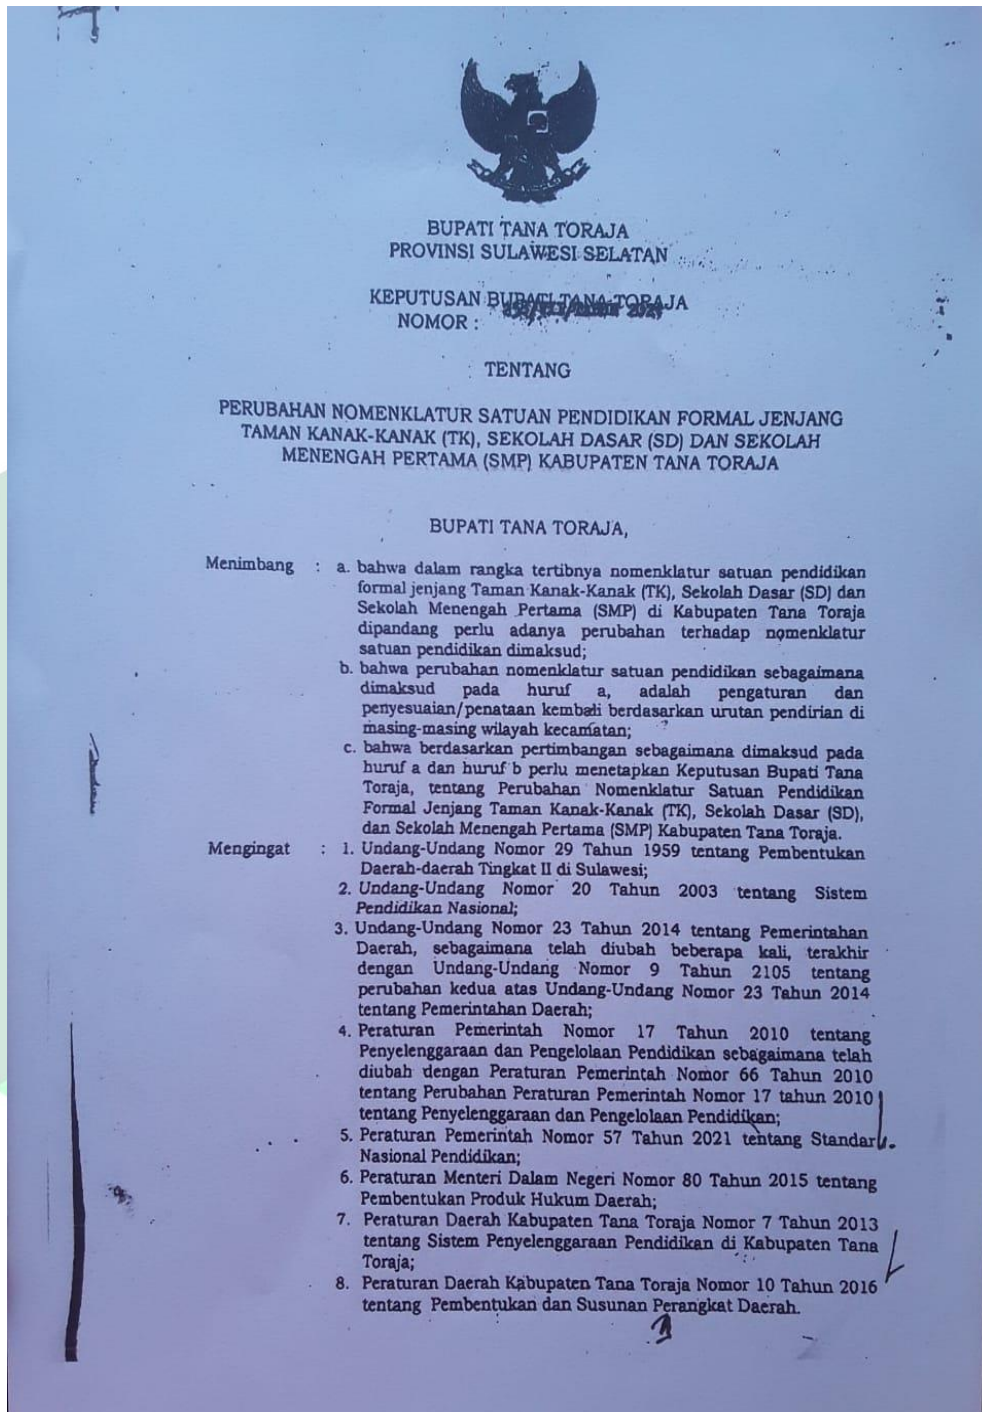 BUPATI TANA TORAJA
PROVINSI SULAWESI SELATAN
KEPUTUSAN BUPATI TANA TORAJA
NOMOR :
TENTANG
PERUBAHAN NOMENKLATUR SATUAN PENDIDIKAN FORMAL JENJANG
TAMAN KANAK-KANAK (TK), SEKOLAH DASAR (SD) DAN SEKOLAH
MENENGAH PERTAMA (SMP) KABUPATEN TANA TORAJA
BUPATI TANA TORAJA,
Menimbang : a. bahwa dalam rangka tertibnya nomenklatur satuan pendidikan
formal jenjang Taman Kanak-Kanak (TK), Sekolah Dasar (SD) dan
Sekolah Menengah Pertama (SMP) di Kabupaten Tana Toraja
dipandang perlu adanya perubahan terhadap nomenklatur
satuan pendidikan dimaksud;
b. bahwa perubahan nomenklatur satuan pendidikan sebagaimana
dimaksud pada huruf a, adalah pengaturan dan
penyesuaian/penataan kembali berdasarkan urutan pendirian di
masing-masing wilayah kecamatan;
c. bahwa berdasarkan pertimbangan sebagaimana dimaksud pada
huruf a dan huruf b perlu menetapkan Keputusan Bupati Tana
Toraja, tentang Perubahan Nomenklatur Satuan Pendidikan
Formal Jenjang Taman Kanak-Kanak (TK), Sekolah Dasar (SD),
dan Sekolah Menengah Pertama (SMP) Kabupaten Tana Toraja.
Mengingat : 1. Undang-Undang Nomor 29 Tahun 1959 tentang Pembentukan
Daerah-daerah Tingkat II di Sulawesi;
2. Undang-Undang Nomor 20 Tahun 2003 tentang Sistem
Pendidikan Nasional;
3. Undang-Undang Nomor 23 Tahun 2014 tentang Pemerintahan
Daerah, sebagaimana telah diubah beberapa kali, terakhir
dengan Undang-Undang Nomor 9 Tahun 2105 tentang
perubahan kedua atas Undang-Undang Nomor 23 Tahun 2014
tentang Pemerintahan Daerah;
4. Peraturan Pemerintah Nomor 17 Tahun 2010 tentang
Penyelenggaraan dan Pengelolaan Pendidikan sebagaimana telah
diubah dengan Peraturan Pemerintah Nomor 66 Tahun 2010
tentang Perubahan Peraturan Pemerintah Nomor 17 tahun 2010
tentang Penyelenggaraan dan Pengelolaan Pendidikan;
5. Peraturan Pemerintah Nomor 57 Tahun 2021 tentang Standar
Nasional Pendidikan;
6. Peraturan Menteri Dalam Negeri Nomor 80 Tahun 2015 tentang
Pembentukan Produk Hukum Daerah;
7. Peraturan Daerah Kabupaten Tana Toraja Nomor 7 Tahun 2013
tentang Sistem Penyelenggaraan Pendidikan di Kabupaten Tana
Toraja;
8. Peraturan Daerah Kabupaten Tana Toraja Nomor 10 Tahun 2016
tentang Pembentukan dan Susunan Perangkat Daerah.